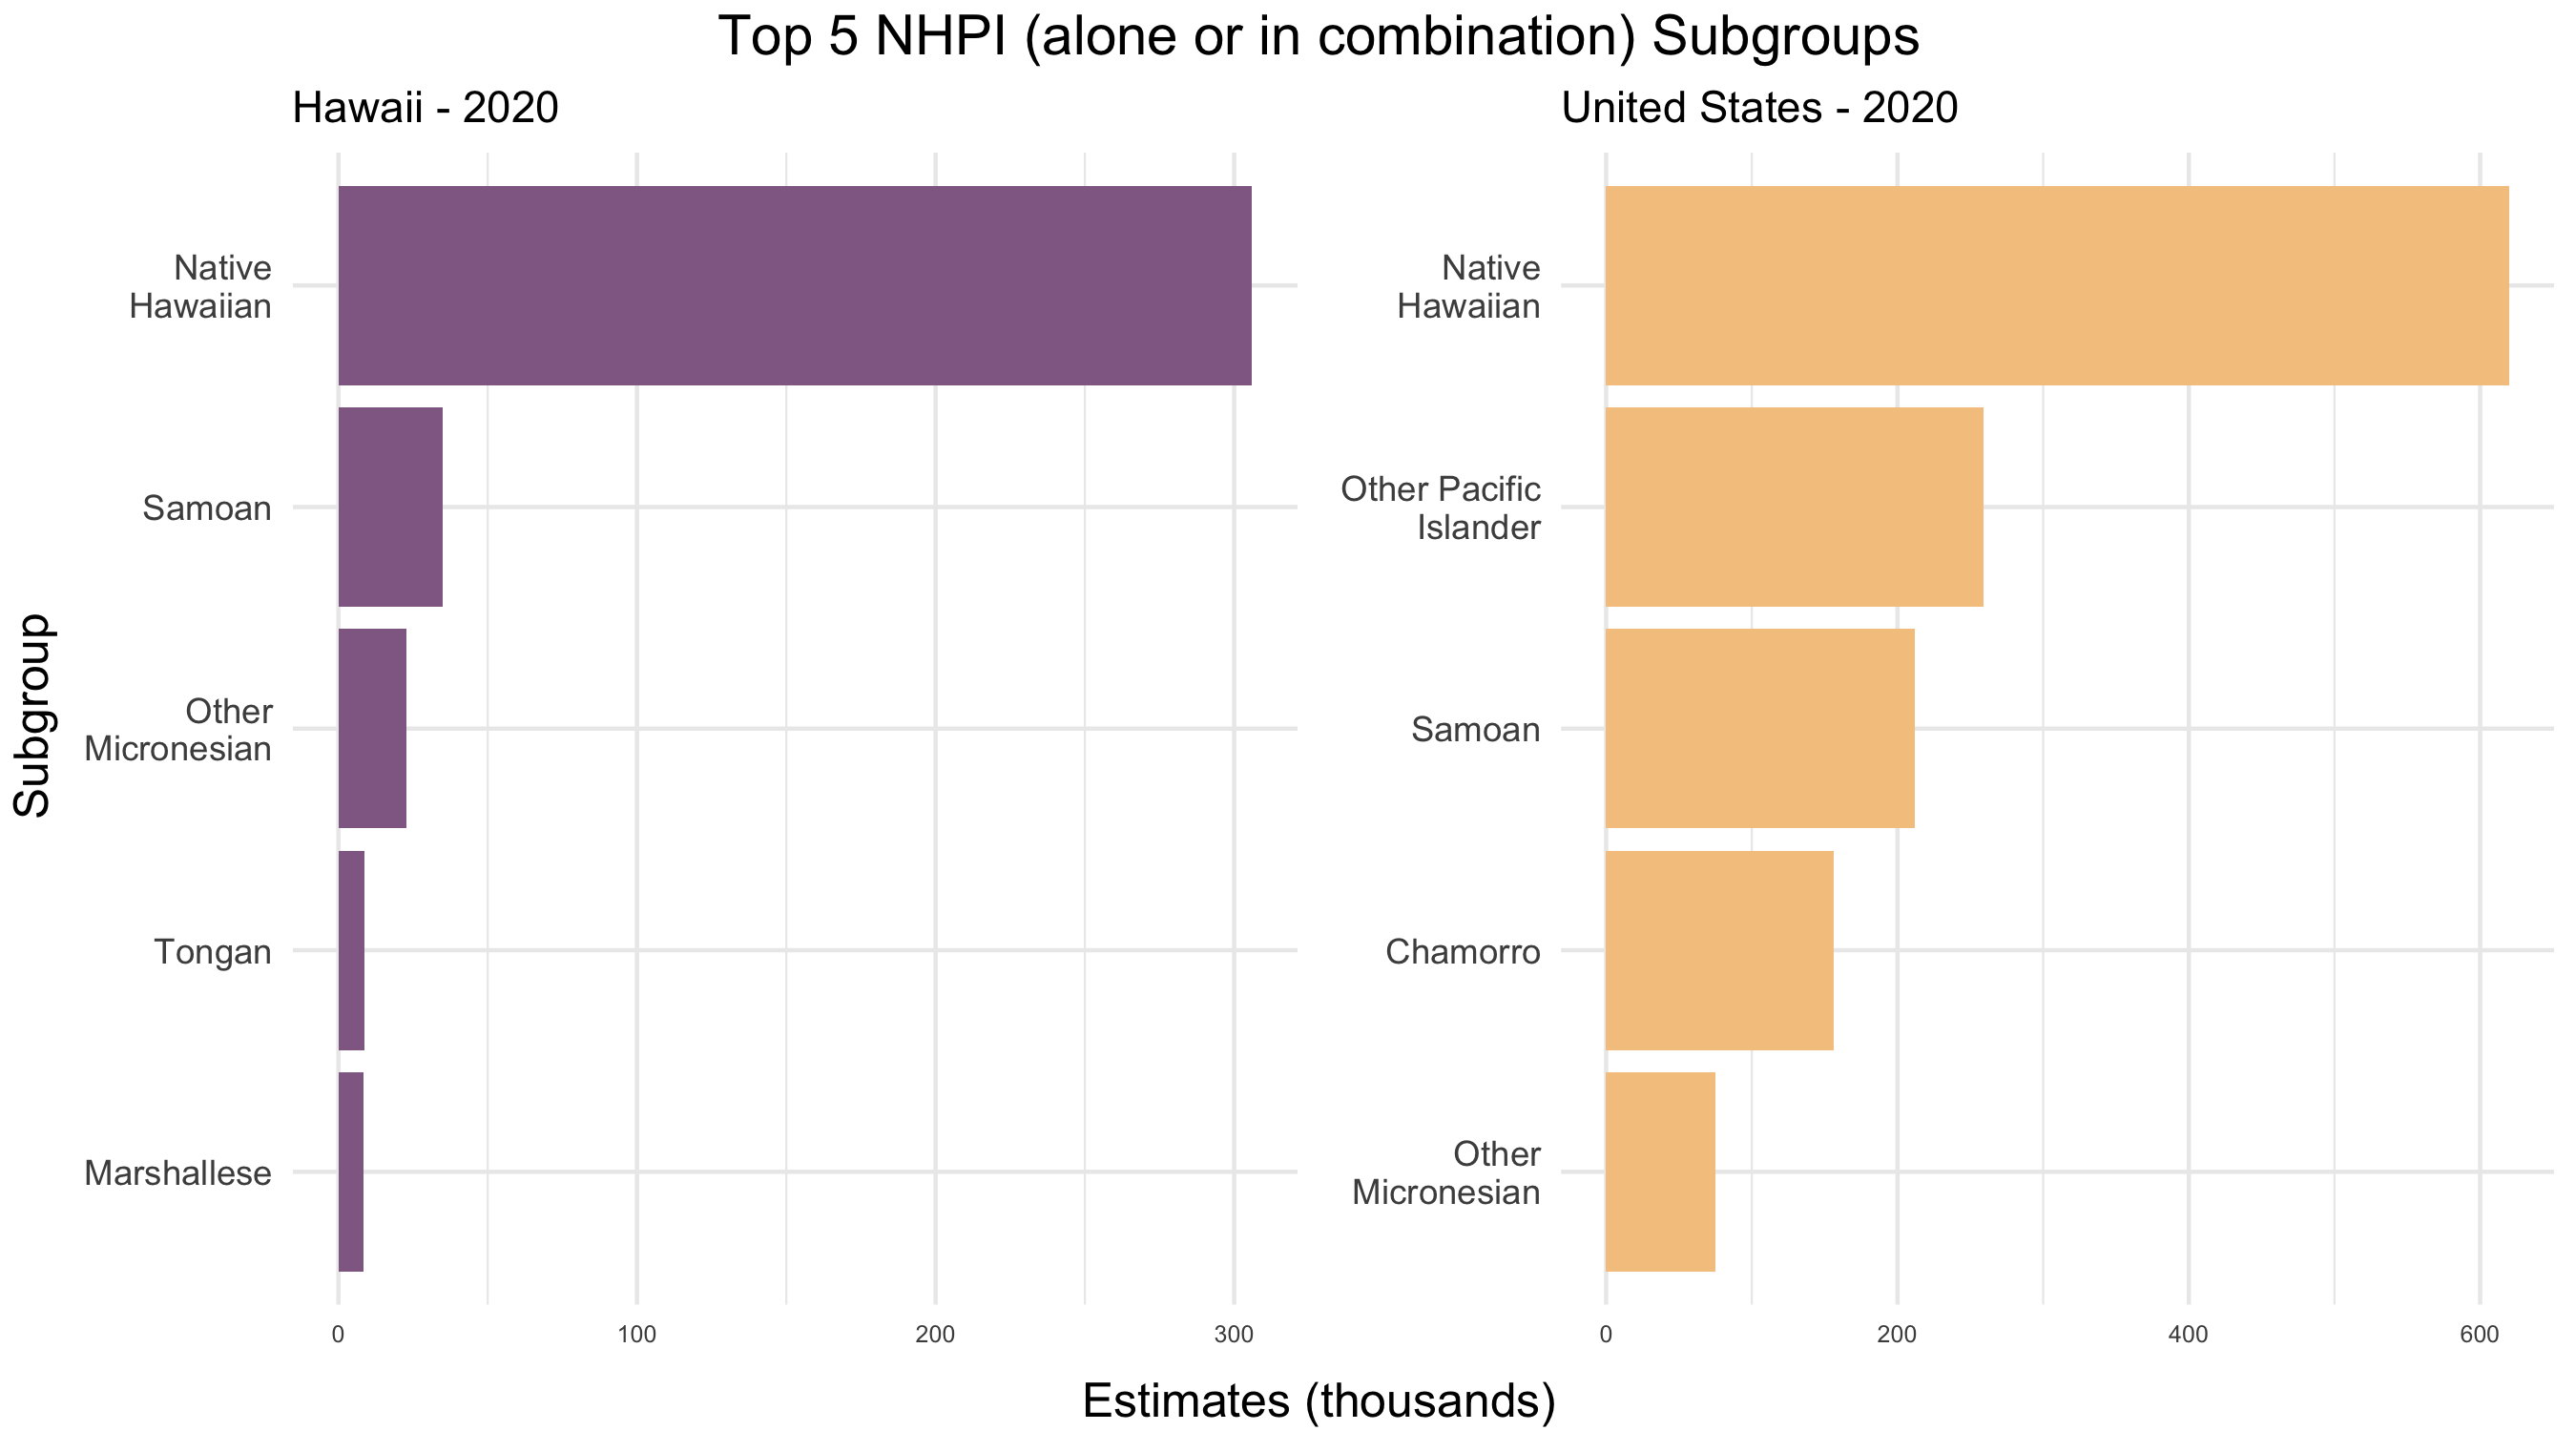 Top 5 NHPI (alone or in combination) Subgroups
Hawaii - 2020
Subgroup
Native
Hawaiian
Samoan
Other
Micronesian
Tongan
Marshallese
0 100 200 300
United States - 2020
Native
Hawaiian
Other Pacific
Islander
Samoan
Chamorro
Other
Micronesian
0 200 400 600
Estimates (thousands)